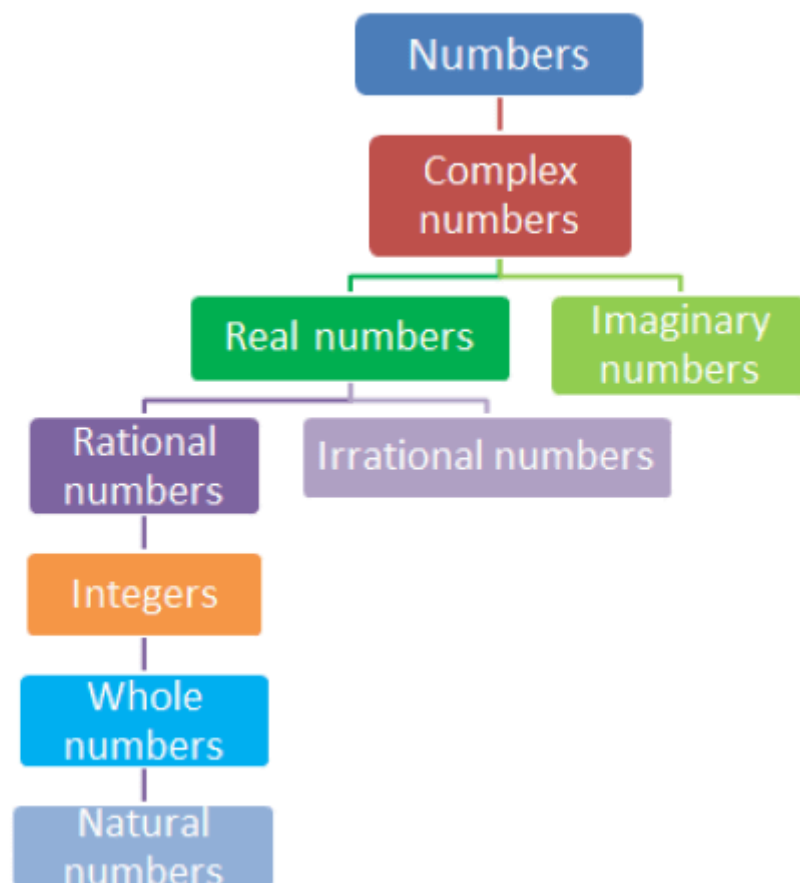 Numbers
Complex
numbers
Real numbers
Imaginary
numbers
Rational
numbers
Irrational numbers
Integers
Whole
numbers
Natural
numbers